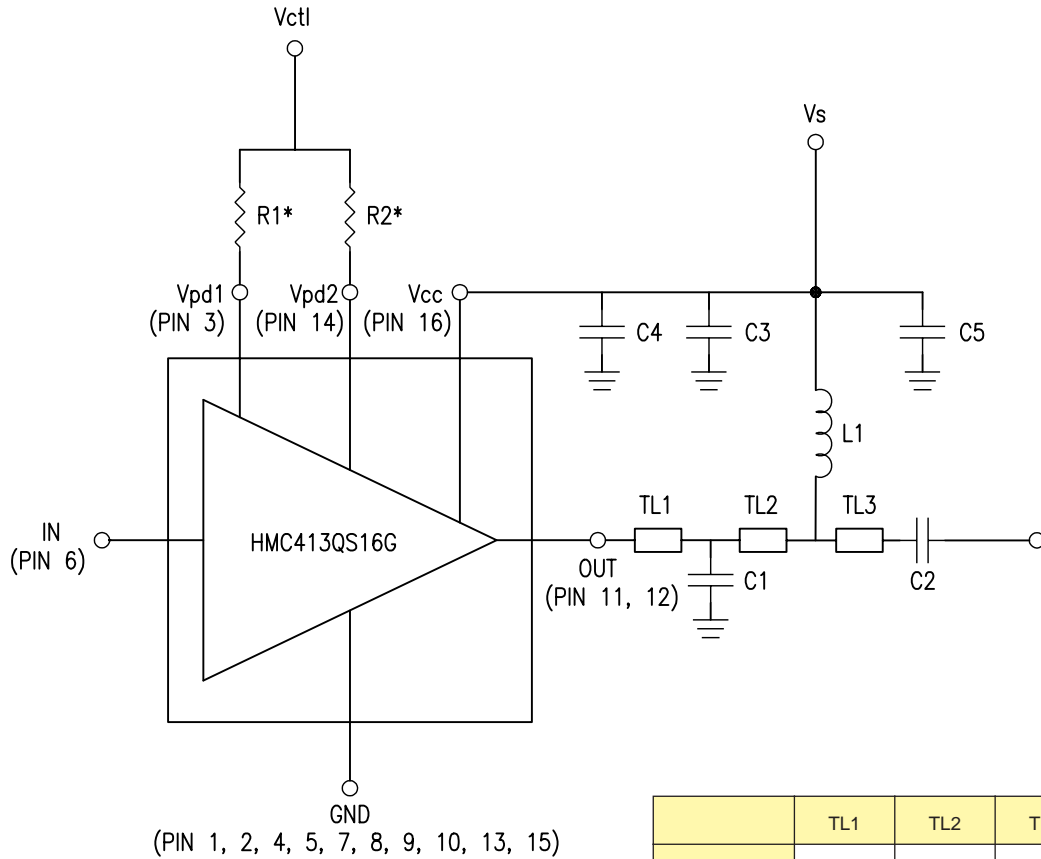 Vctl
Vs
R1*
R2*
Vpd1
(PIN 3)
Vpd2
(PIN 14)
Vcc
(PIN 16)
C4
C3
C5
L1
IN
(PIN 6)
HMC413QS16G
OUT
(PIN 11, 12)
TL1
TL2
TL3
C1
C2
GND
(PIN 1, 2, 4, 5, 7, 8, 9, 10, 13, 15)
TL1 TL2